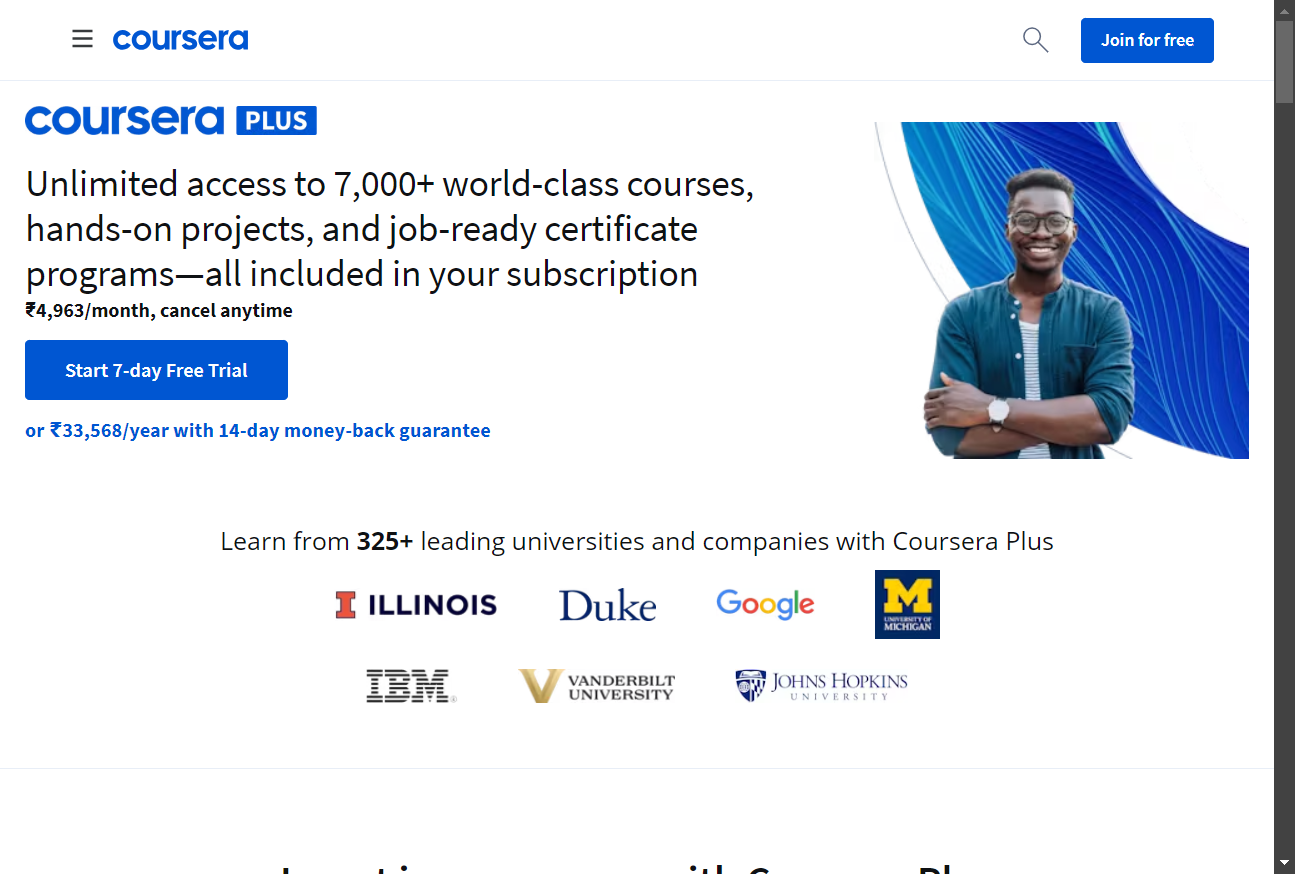 coursera
Join for free
coursera PLUS
Unlimited access to 7,000+ world-class courses,
hands-on projects, and job-ready certificate
programs—all included in your subscription
₹4,963/month, cancel anytime
Start 7-day Free Trial
or ₹33,568/year with 14-day money-back guarantee
Learn from 325+ leading universities and companies with Coursera Plus
I ILLINOIS
Duke
Google
M
UNIVERSITY OF
MICHIGAN
IBM®
V VANDERBILT
UNIVERSITY
JOHNS HOPKINS
UNIVERSITY